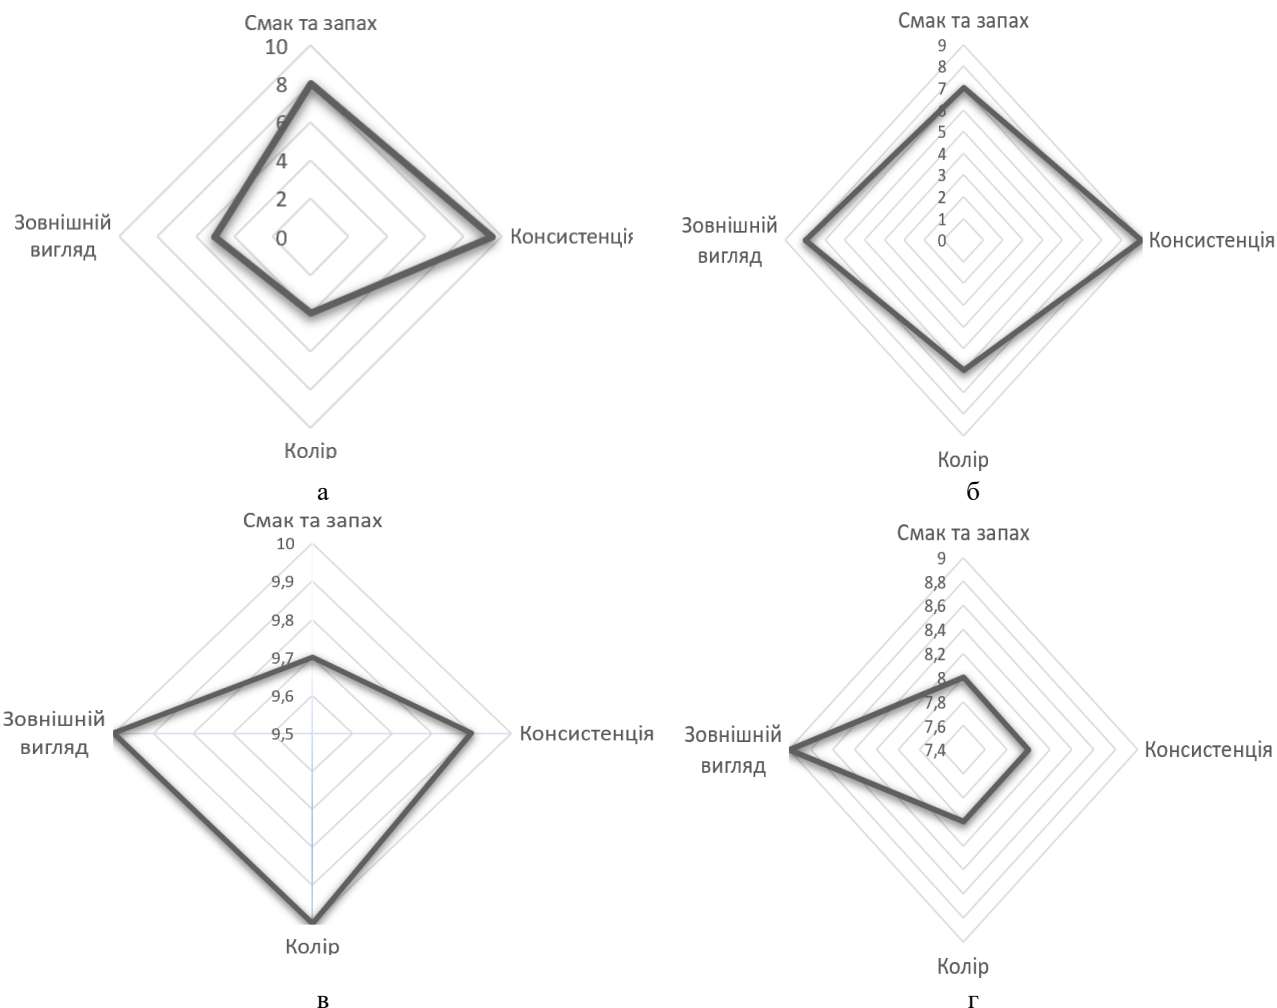 Смак та запах
10
8
6
4
2
0
Зовнішній
вигляд
Консистенція
Колір
а
Смак та запах
9
8
7
6
5
4
3
2
1
0
Зовнішній
вигляд
Консистенція
Колір
б
Смак та запах
10
9,9
9,8
9,7
9,6
9,5
Зовнішній
вигляд
Консистенція
Колір
в
Смак та запах
9
8,8
8,6
8,4
8,2
8
7,8
7,6
7,4
Зовнішній
вигляд
Консистенція
Колір
г